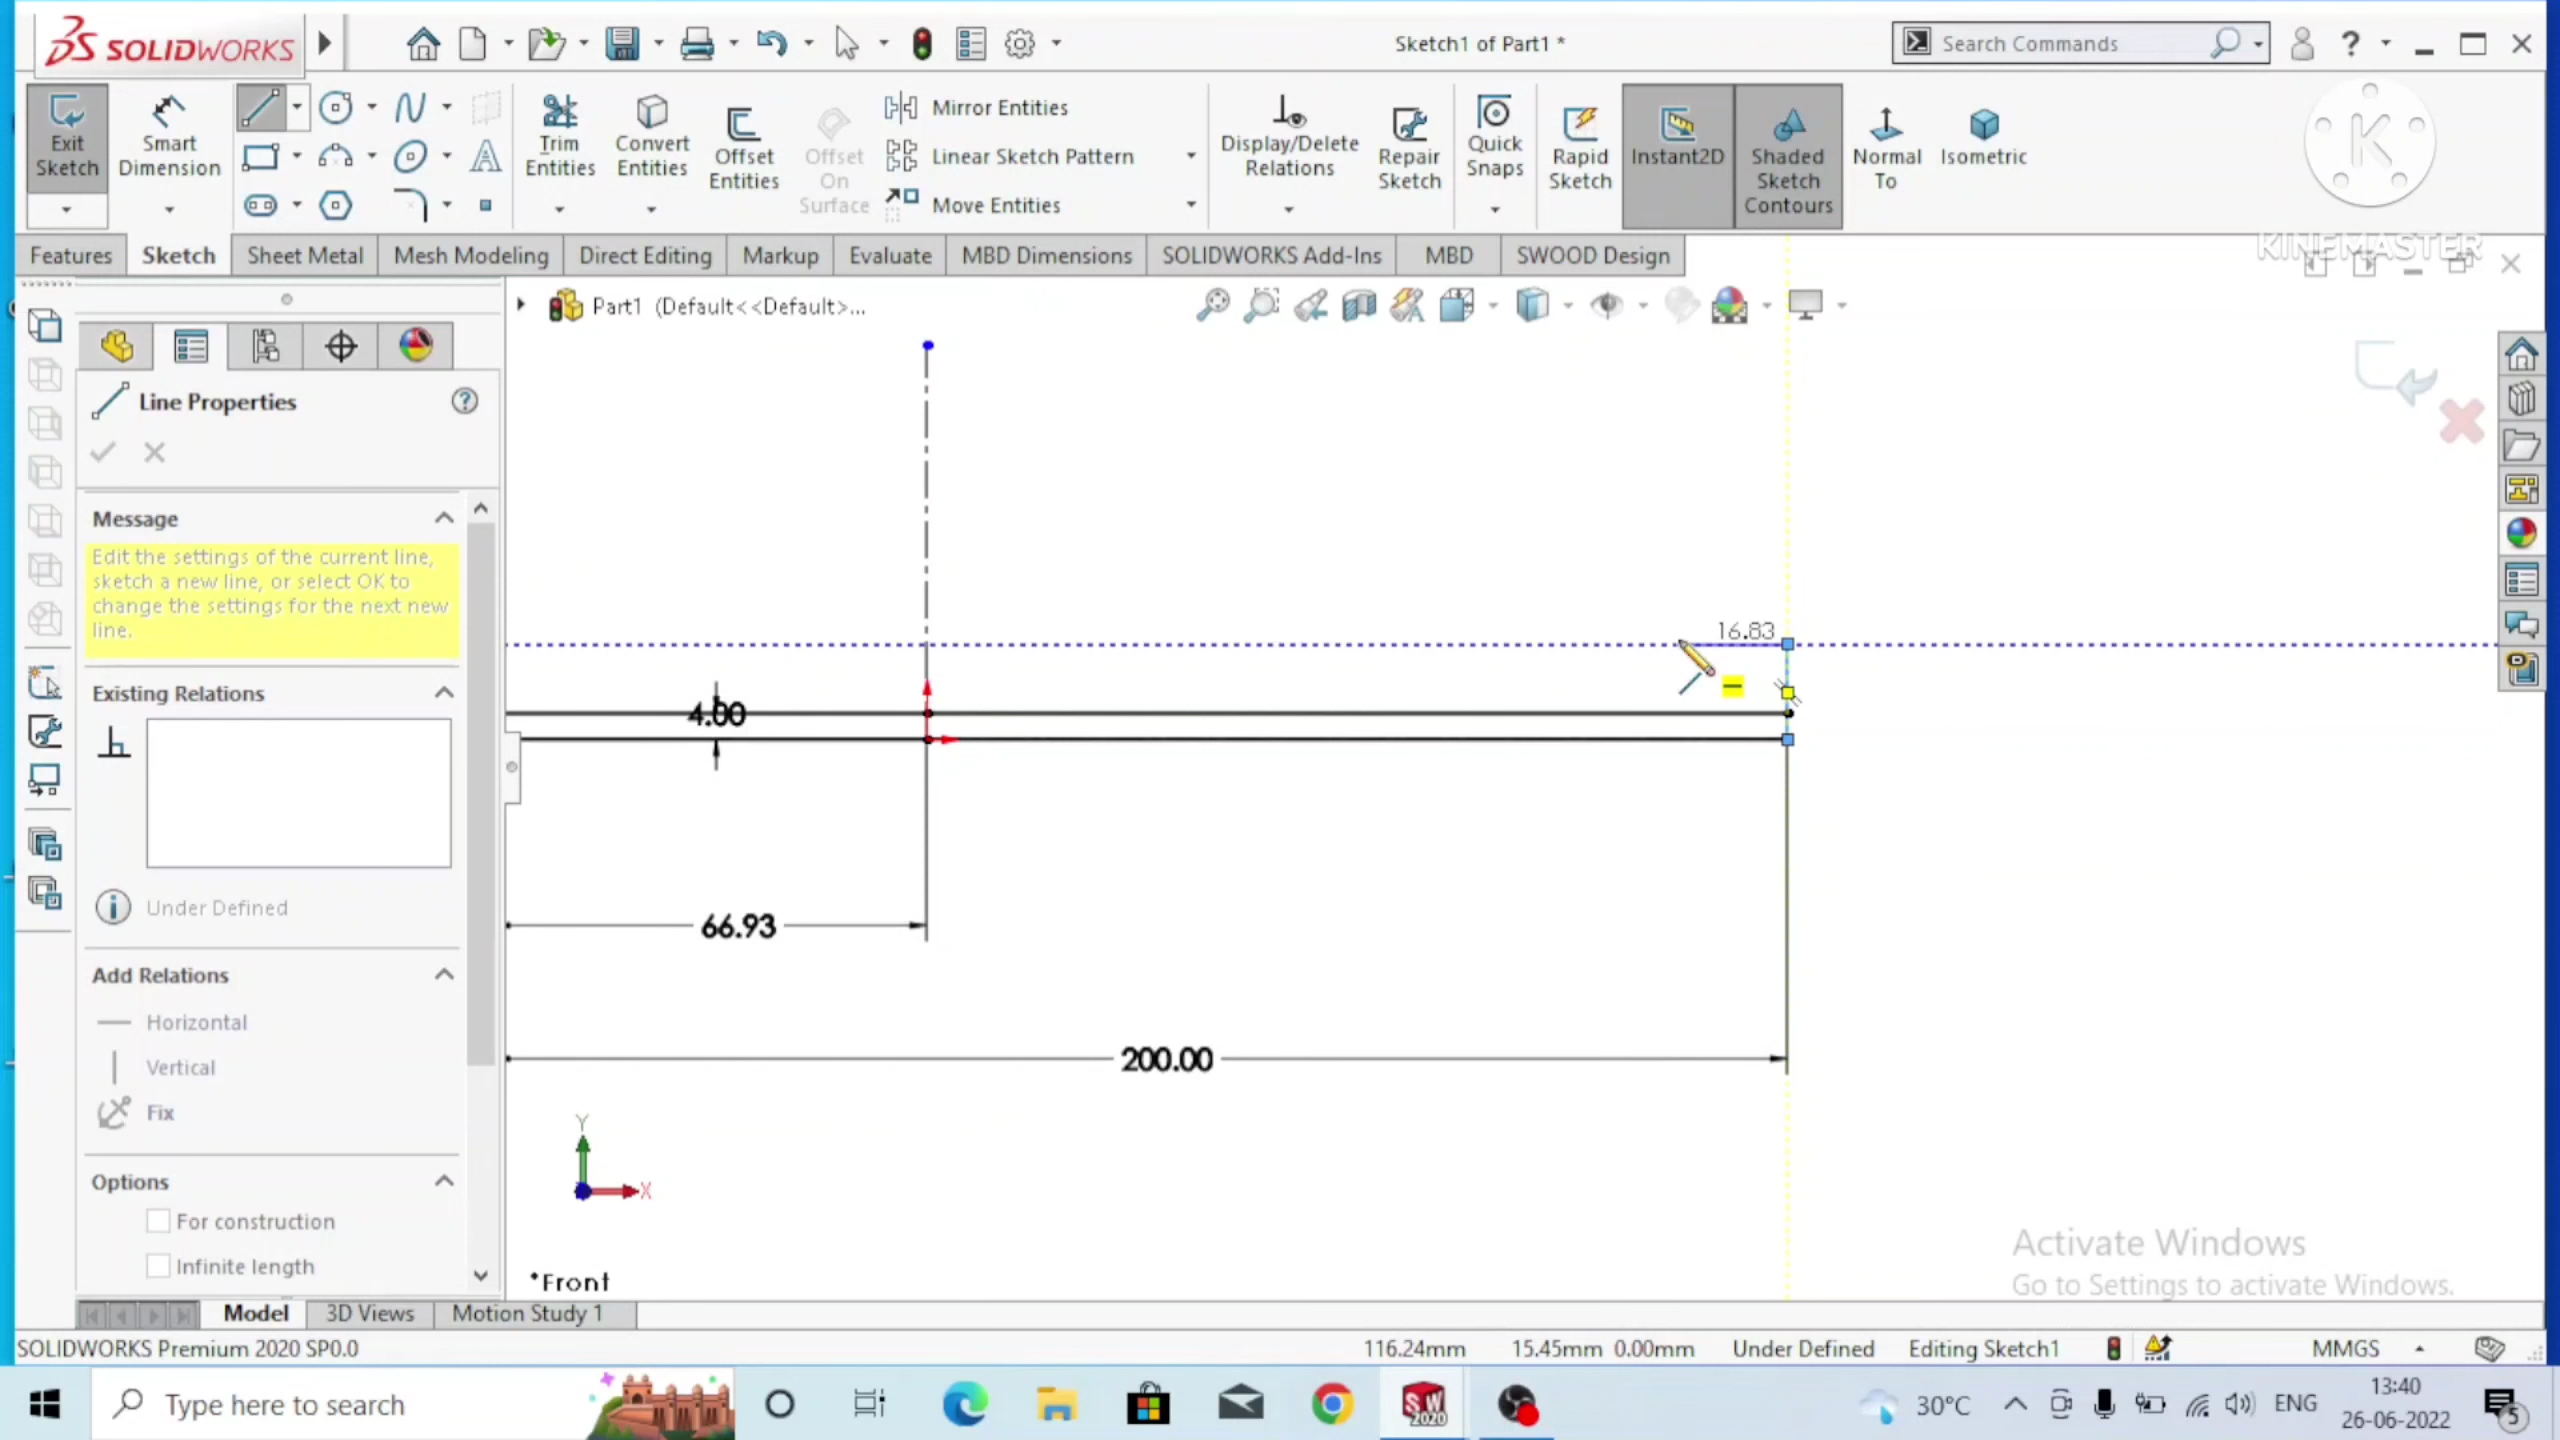 SOLIDWORKS
Sketch1 of Part1 *
Search Commands
Exit Sketch
Smart Dimension
Trim Entities
Convert Entities
Offset Entities
Offset On Surface
Mirror Entities
Linear Sketch Pattern
Move Entities
Display/Delete Relations
Repair Sketch
Quick Snaps
Rapid Sketch
Instant2D
Shaded Sketch Contours
Normal To
Isometric
K
KINEMASTER
Features
Sketch
Sheet Metal
Mesh Modeling
Direct Editing
Markup
Evaluate
MBD Dimensions
SOLIDWORKS Add-Ins
MBD
SWOOD Design
Part1 (Default<<Default>...
Line Properties
Message
Edit the settings of the current line,
sketch a new line, or select OK to
change the settings for the next new
line.
Existing Relations
Under Defined
Add Relations
Horizontal
Vertical
Fix
Options
For construction
Infinite length
16.83
4.00
66.93
200.00
Y
X
*Front
Activate Windows
Go to Settings to activate Windows.
Model
3D Views
Motion Study 1
SOLIDWORKS Premium 2020 SP0.0
116.24mm
15.45mm 0.00mm
Under Defined
Editing Sketch1
MMGS
Type here to search
SW
2020
30°C
ENG
13:40
26-06-2022
5